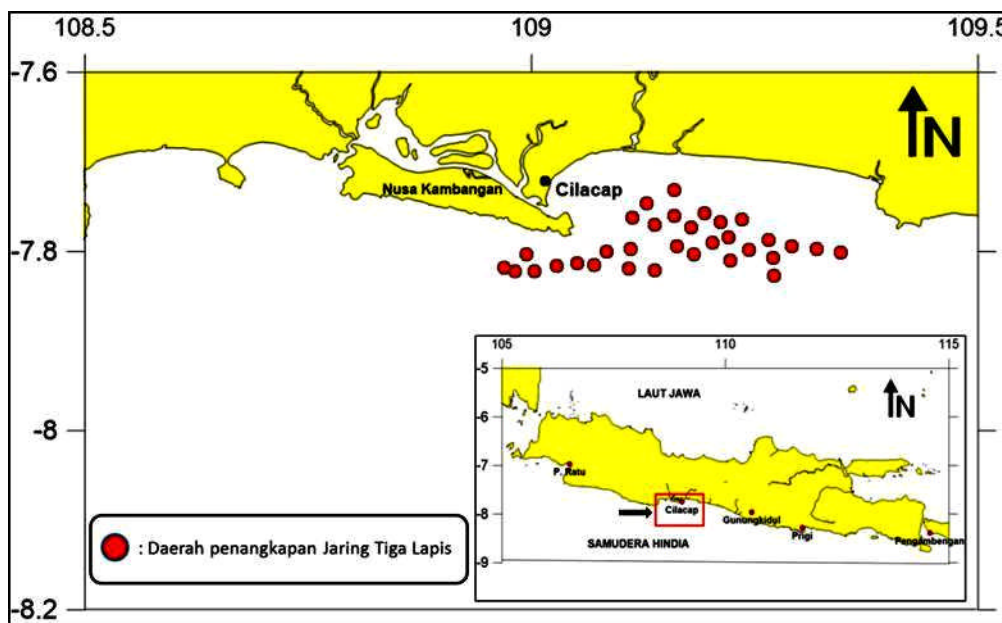 108.5 109 109.5
-7.6
N
Nusa Kambangan
Cilacap
-7.8
-8
-8.2
: Daerah penangkapan Jaring Tiga Lapis
105 110 115
-5
LAUT JAWA
N
-6
-7
P. Ratu
Cilacap
-8
Gunungkidul
Prigi
Pengambengan
SAMUDERA HINDIA
-9